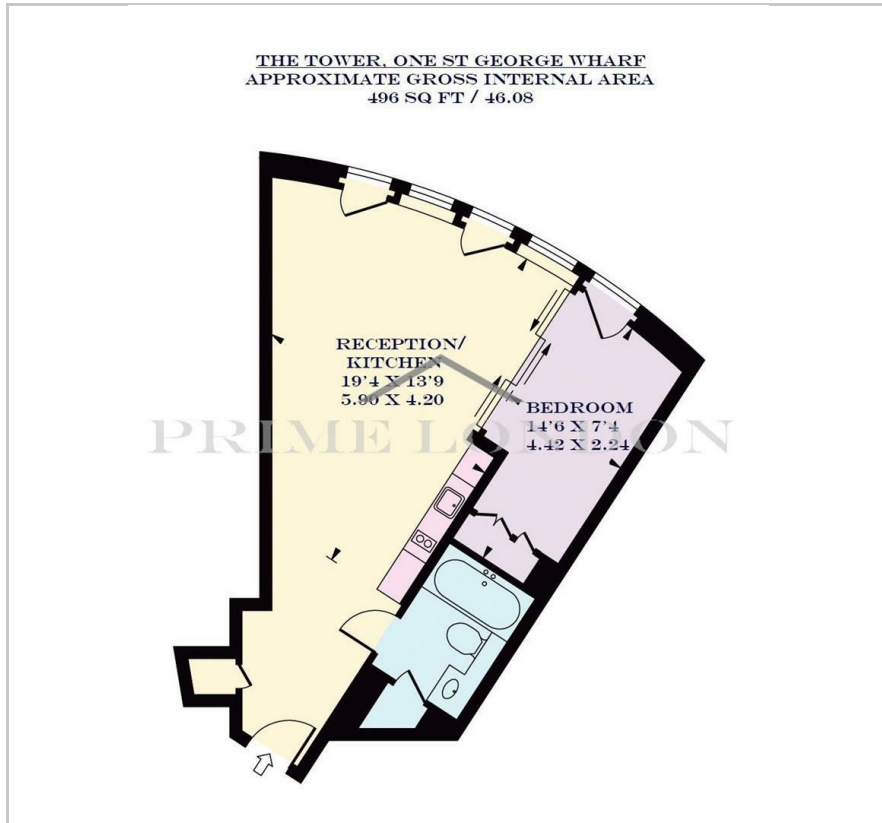 THE TOWER, ONE ST GEORGE WHARF
APPROXIMATE GROSS INTERNAL AREA
496 SQ FT / 46.08
RECEPTION/
KITCHEN
19'4 X 13'9
5.90 X 4.20
BEDROOM
14'6 X 7'4
4.42 X 2.24
PRIME LONDON